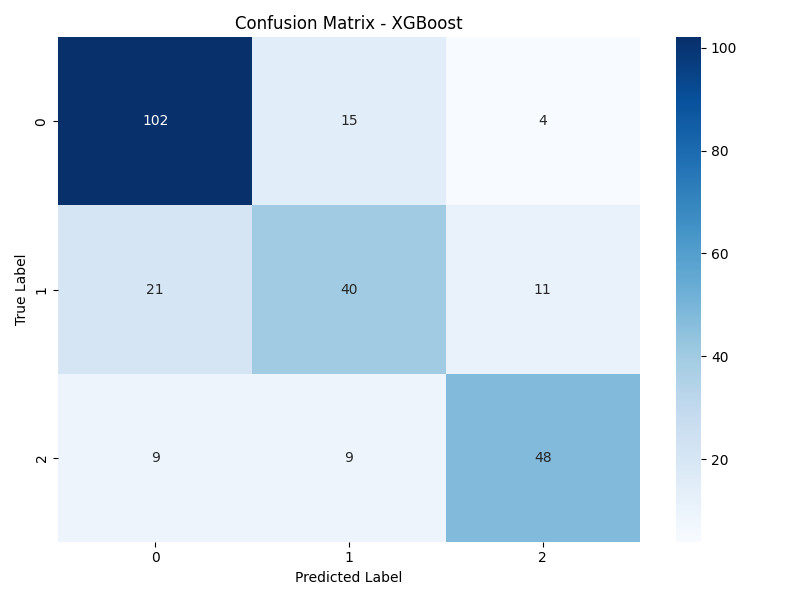 Confusion Matrix - XGBoost
0 102 15 4
1 21 40 11
2 9 9 48
0 1 2
True Label
Predicted Label
100
80
60
40
20